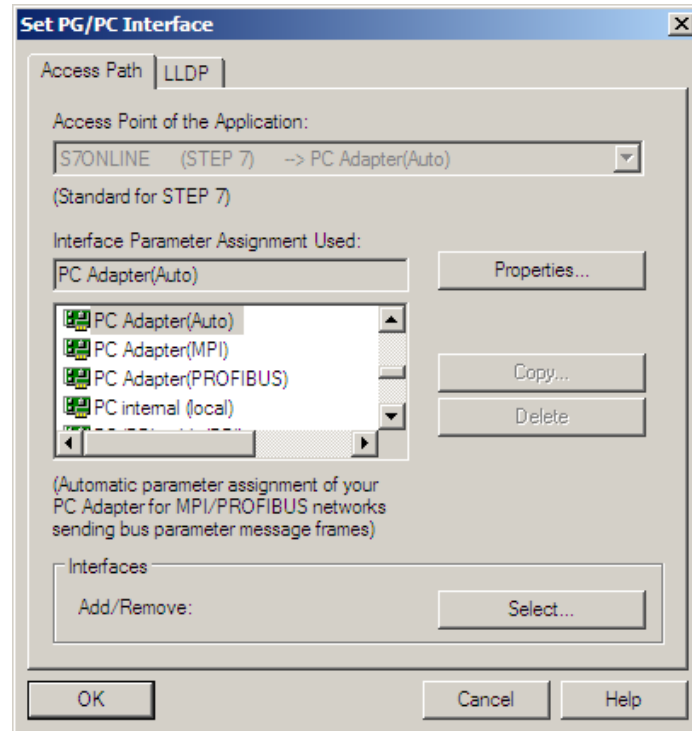 Set PG/PC Interface
Access Path
LLDP
Access Point of the Application:
S7ONLINE (STEP 7) --> PC Adapter(Auto)
(Standard for STEP 7)
Interface Parameter Assignment Used:
PC Adapter(Auto)
Properties...
PC Adapter(Auto)
PC Adapter(MPI)
PC Adapter(PROFIBUS)
PC internal (local)
Copy...
Delete
(Automatic parameter assignment of your
PC Adapter for MPI/PROFIBUS networks
sending bus parameter message frames)
Interfaces
Add/Remove:
Select...
OK
Cancel
Help